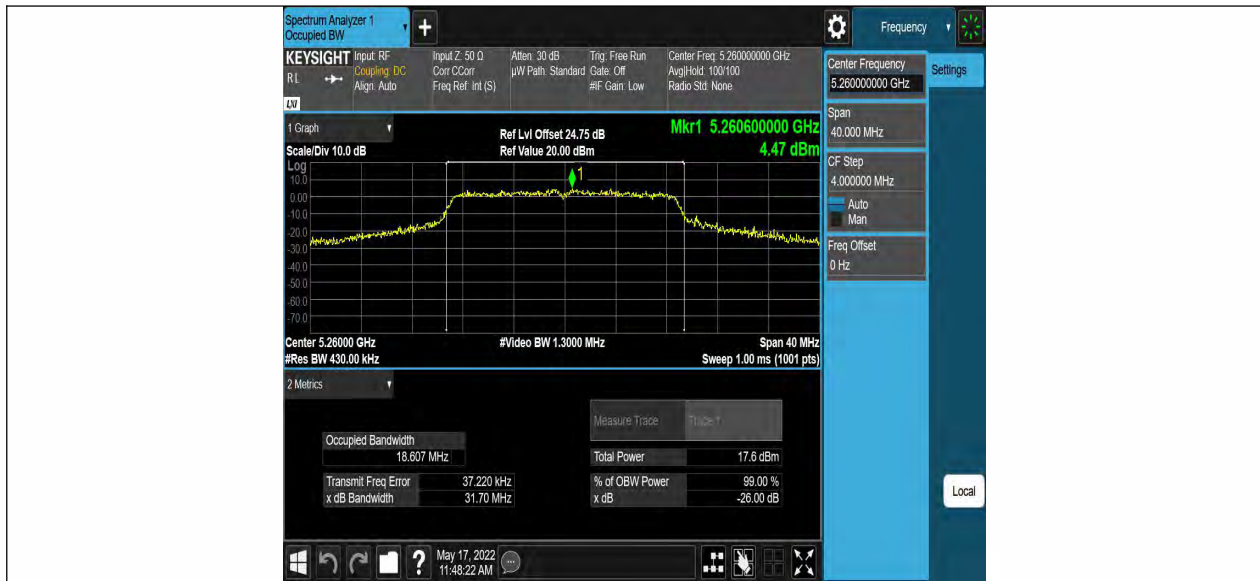 Spectrum Analyzer 1
Occupied BW
+
Frequency
KEYSIGHT Input: RF Input Z: 50 Ω Atten: 30 dB Trig: Free Run Center Freq: 5.260000000 GHz
RL Coupling: DC Corr CCorr µW Path: Standard Gate: Off Avg|Hold: 100/100
Align: Auto Freq Ref: Int (S) #IF Gain: Low Radio Std: None
LXI
Center Frequency
5.260000000 GHz
Settings
Span
40.000 MHz
CF Step
4.000000 MHz
Auto
Man
Freq Offset
0 Hz
Local
1 Graph
Scale/Div 10.0 dB
Ref Lvl Offset 24.75 dB
Ref Value 20.00 dBm
Mkr1 5.260600000 GHz
4.47 dBm
Log
10.0
0.00
-10.0
-20.0
-30.0
-40.0
-50.0
-60.0
-70.0
1
Center 5.26000 GHz #Video BW 1.3000 MHz Span 40 MHz
#Res BW 430.00 kHz Sweep 1.00 ms (1001 pts)
2 Metrics
Measure Trace Trace 1
Occupied Bandwidth
18.607 MHz
Total Power 17.6 dBm
Transmit Freq Error 37.220 kHz % of OBW Power 99.00 %
x dB Bandwidth 31.70 MHz x dB -26.00 dB
?
May 17, 2022
11:48:22 AM